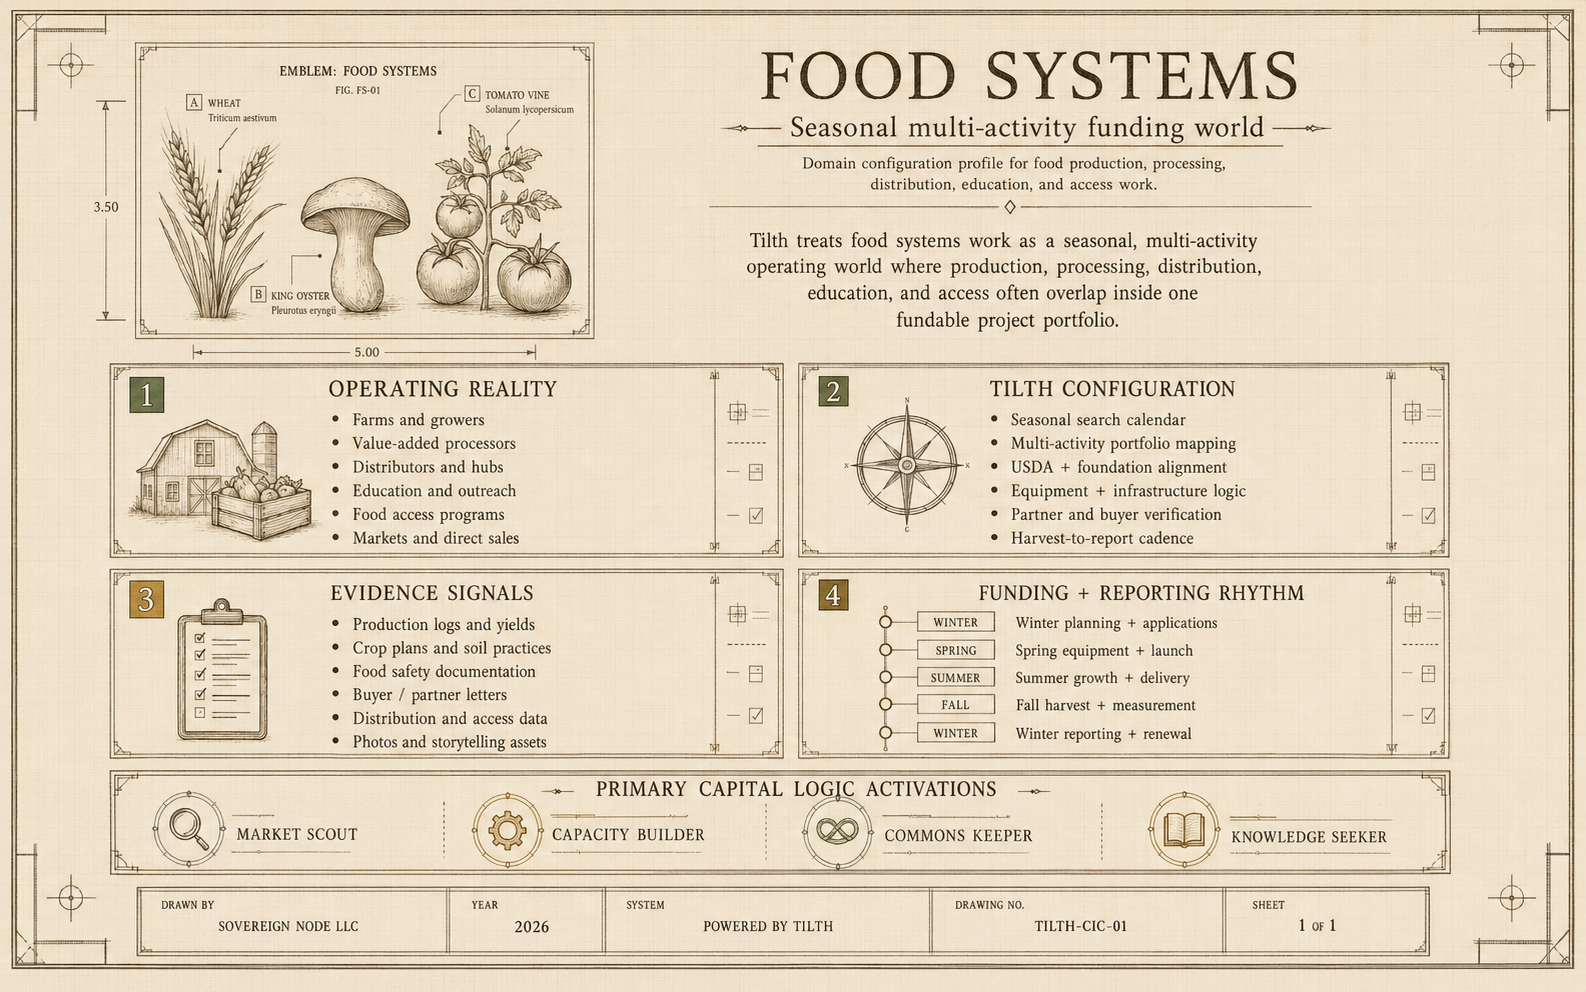 EMBLEM: FOOD SYSTEMS
FIG. FS-01
A WHEAT
Triticum aestivum
C TOMATO VINE
Solanum lycopersicum
B KING OYSTER
Pleurotus eryngii
3.50
5.00
FOOD SYSTEMS
Seasonal multi-activity funding world
Domain configuration profile for food production, processing,
distribution, education, and access work.
Tilth treats food systems work as a seasonal, multi-activity
operating world where production, processing, distribution,
education, and access often overlap inside one
fundable project portfolio.
1
OPERATING REALITY
• Farms and growers
• Value-added processors
• Distributors and hubs
• Education and outreach
• Food access programs
• Markets and direct sales
2
TILTH CONFIGURATION
N
• Seasonal search calendar
• Multi-activity portfolio mapping
• USDA + foundation alignment
• Equipment + infrastructure logic
• Partner and buyer verification
• Harvest-to-report cadence
3
EVIDENCE SIGNALS
• Production logs and yields
• Crop plans and soil practices
• Food safety documentation
• Buyer / partner letters
• Distribution and access data
• Photos and storytelling assets
4
FUNDING + REPORTING RHYTHM
WINTER Winter planning + applications
SPRING Spring equipment + launch
SUMMER Summer growth + delivery
FALL Fall harvest + measurement
WINTER Winter reporting + renewal
PRIMARY CAPITAL LOGIC ACTIVATIONS
MARKET SCOUT
CAPACITY BUILDER
COMMONS KEEPER
KNOWLEDGE SEEKER
DRAWN BY
SOVEREIGN NODE LLC
YEAR
2026
SYSTEM
POWERED BY TILTH
DRAWING NO.
TILTH-CIC-01
SHEET
1 OF 1